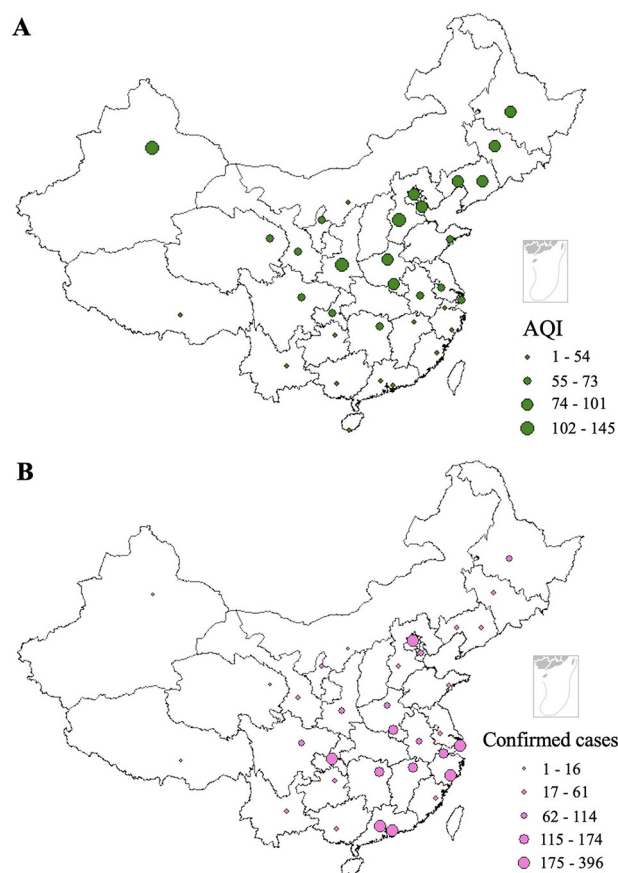 A
AQI
1 - 54
55 - 73
74 - 101
102 - 145
B
Confirmed cases
1 - 16
17 - 61
62 - 114
115 - 174
175 - 396